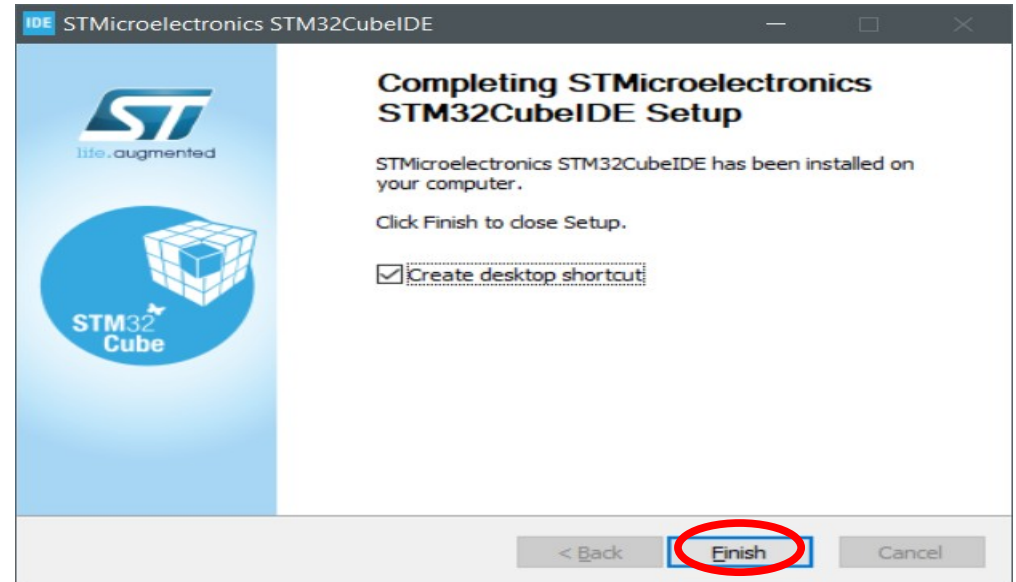 IDE STMicroelectronics STM32CubeIDE
ST
life.augmented
STM32
Cube
Completing STMicroelectronics
STM32CubeIDE Setup
STMicroelectronics STM32CubeIDE has been installed on
your computer.
Click Finish to close Setup.
Create desktop shortcut
< Back
Finish
Cancel